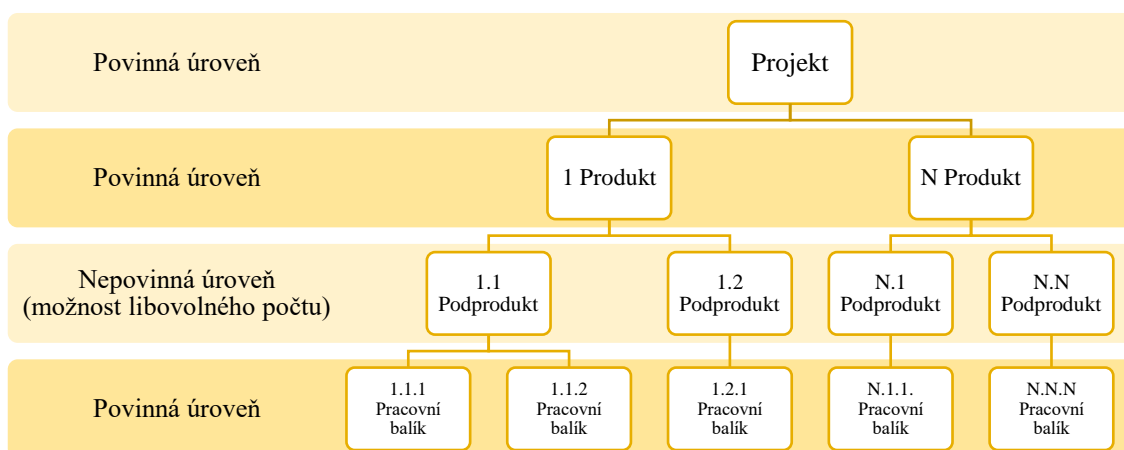 Povinná úroveň
Projekt
Povinná úroveň
1 Produkt
N Produkt
Nepovinná úroveň
(možnost libovolného počtu)
1.1
Podprodukt
1.2
Podprodukt
N.1
Podprodukt
N.N
Podprodukt
Povinná úroveň
1.1.1
Pracovní
balík
1.1.2
Pracovní
balík
1.2.1
Pracovní
balík
N.1.1.
Pracovní
balík
N.N.N
Pracovní
balík